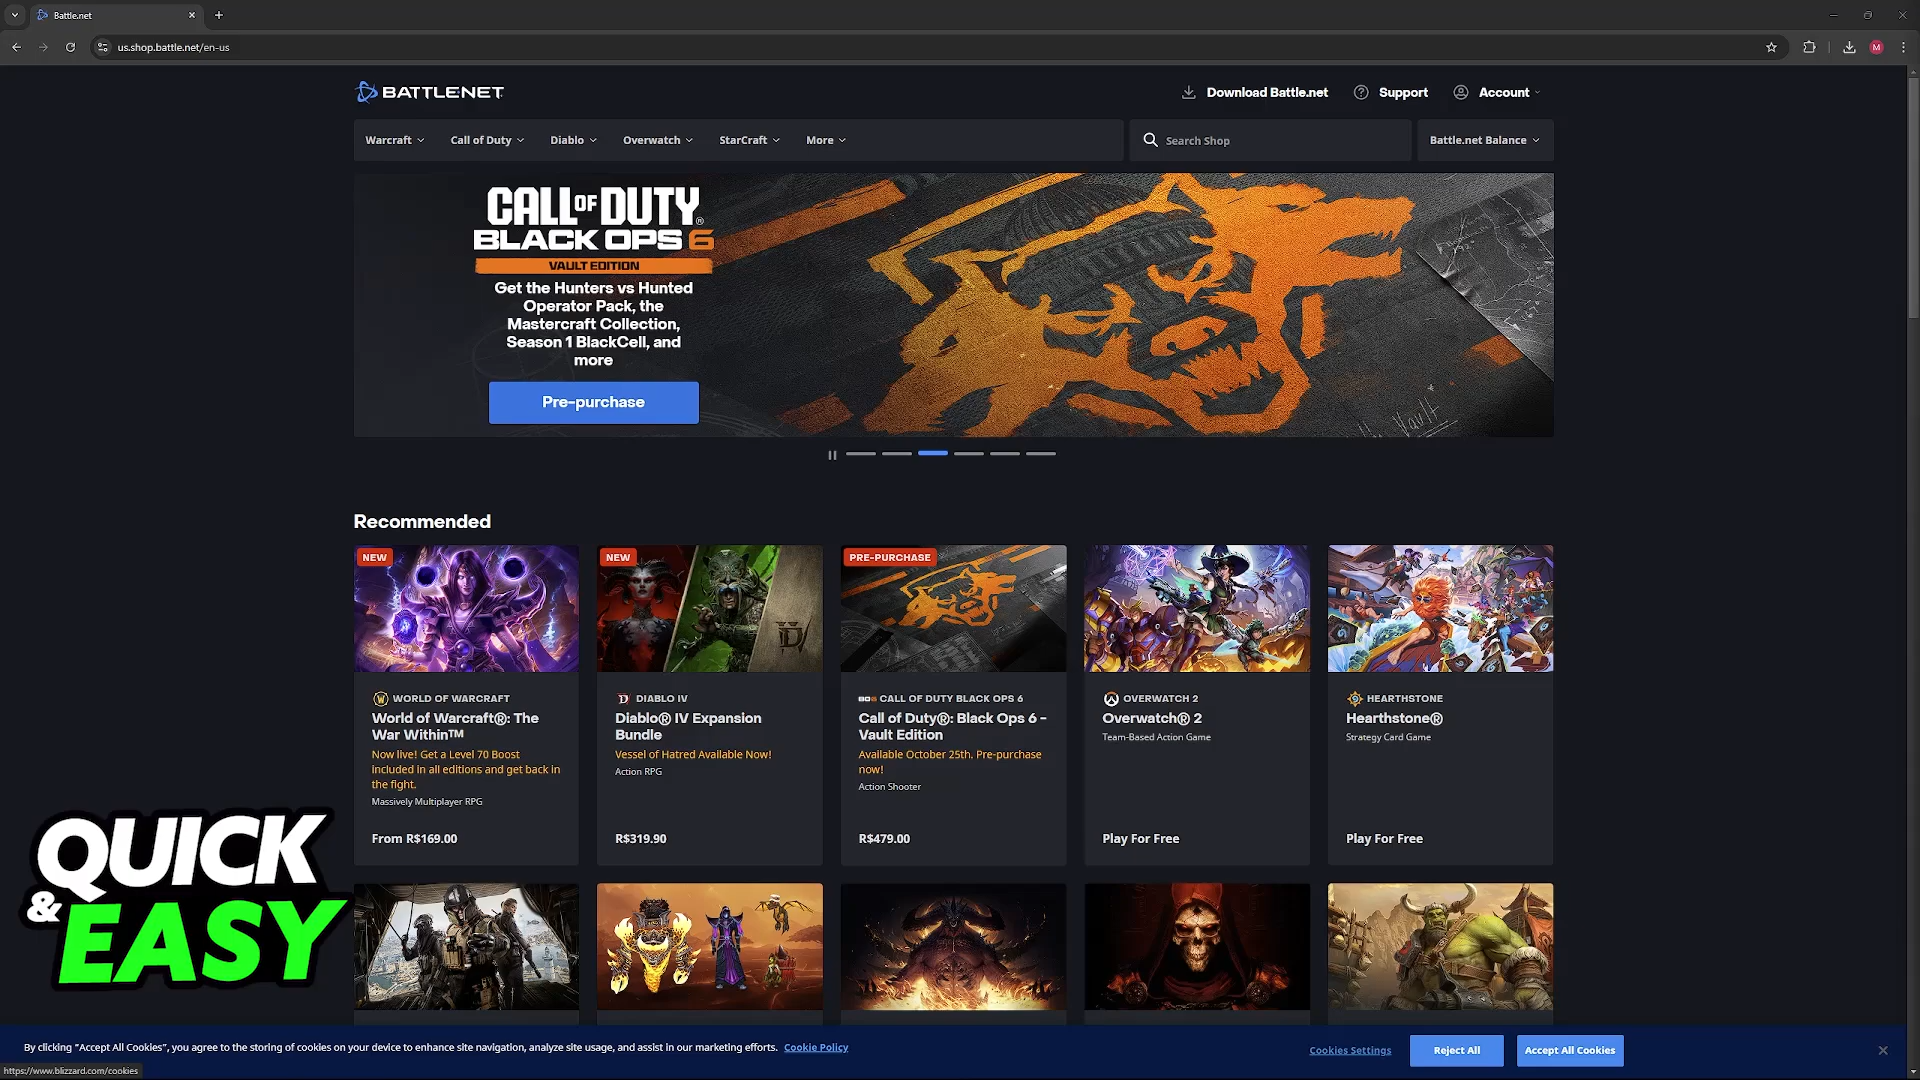 Battle.net
us.shop.battle.net/en-us
M
BATTLE.NET
Download Battle.net
Support
Account
Warcraft
Call of Duty
Diablo
Overwatch
StarCraft
More
Search Shop
Battle.net Balance
CALL OF DUTY®
BLACK OPS 6
VAULT EDITION
Get the Hunters vs Hunted
Operator Pack, the
Mastercraft Collection,
Season 1 BlackCell, and
more
Pre-purchase
Vault
Recommended
NEW
WORLD OF WARCRAFT
World of Warcraft®: The
War Within™
Now live! Get a Level 70 Boost
included in all editions and get back in
the fight.
Massively Multiplayer RPG
From R$169.00
NEW
DIABLO IV
Diablo® IV Expansion
Bundle
Vessel of Hatred Available Now!
Action RPG
R$319.90
PRE-PURCHASE
CALL OF DUTY BLACK OPS 6
Call of Duty®: Black Ops 6 -
Vault Edition
Available October 25th. Pre-purchase
now!
Action Shooter
R$479.00
OVERWATCH 2
Overwatch® 2
Team-Based Action Game
Play For Free
HEARTHSTONE
Hearthstone®
Strategy Card Game
Play For Free
QUICK
& EASY
By clicking "Accept All Cookies", you agree to the storing of cookies on your device to enhance site navigation, analyze site usage, and assist in our marketing efforts. Cookie Policy
Cookies Settings
Reject All
Accept All Cookies
https://www.blizzard.com/cookies